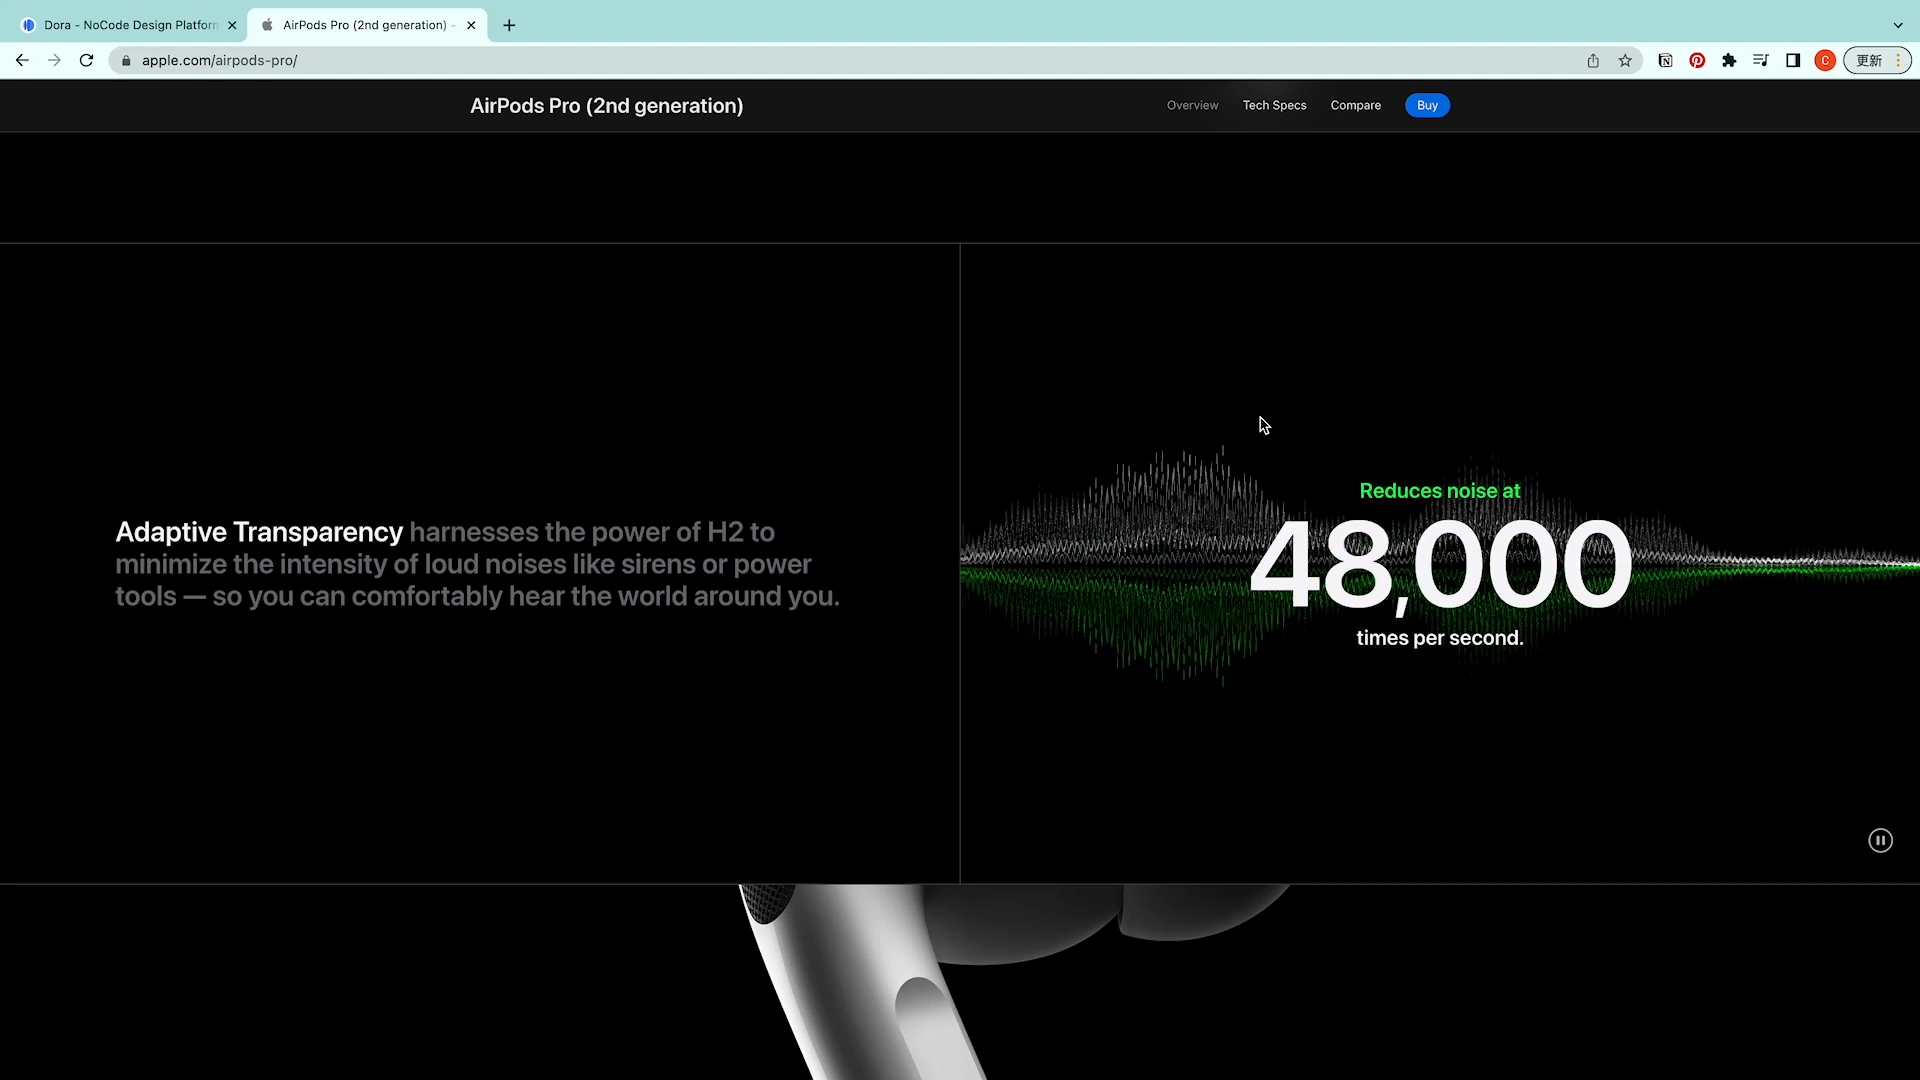 Dora - NoCode Design Platform
AirPods Pro (2nd generation) -
apple.com/airpods-pro/
C
更新
AirPods Pro (2nd generation)
Overview
Tech Specs
Compare
Buy
Adaptive Transparency harnesses the power of H2 to
minimize the intensity of loud noises like sirens or power
tools — so you can comfortably hear the world around you.
Reduces noise at
48,000
times per second.